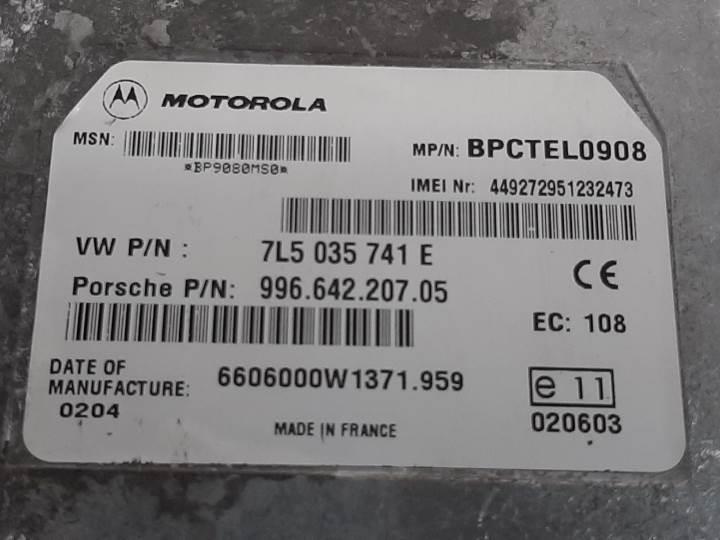 MOTOROLA
MSN:
*BP9080MS0*
MP/N: BPCTEL0908
IMEI Nr: 449272951232473
VW P/N : 7L5 035 741 E
Porsche P/N: 996.642.207.05
CE
EC: 108
DATE OF
MANUFACTURE:
0204
6606000W1371.959
e 11
020603
MADE IN FRANCE